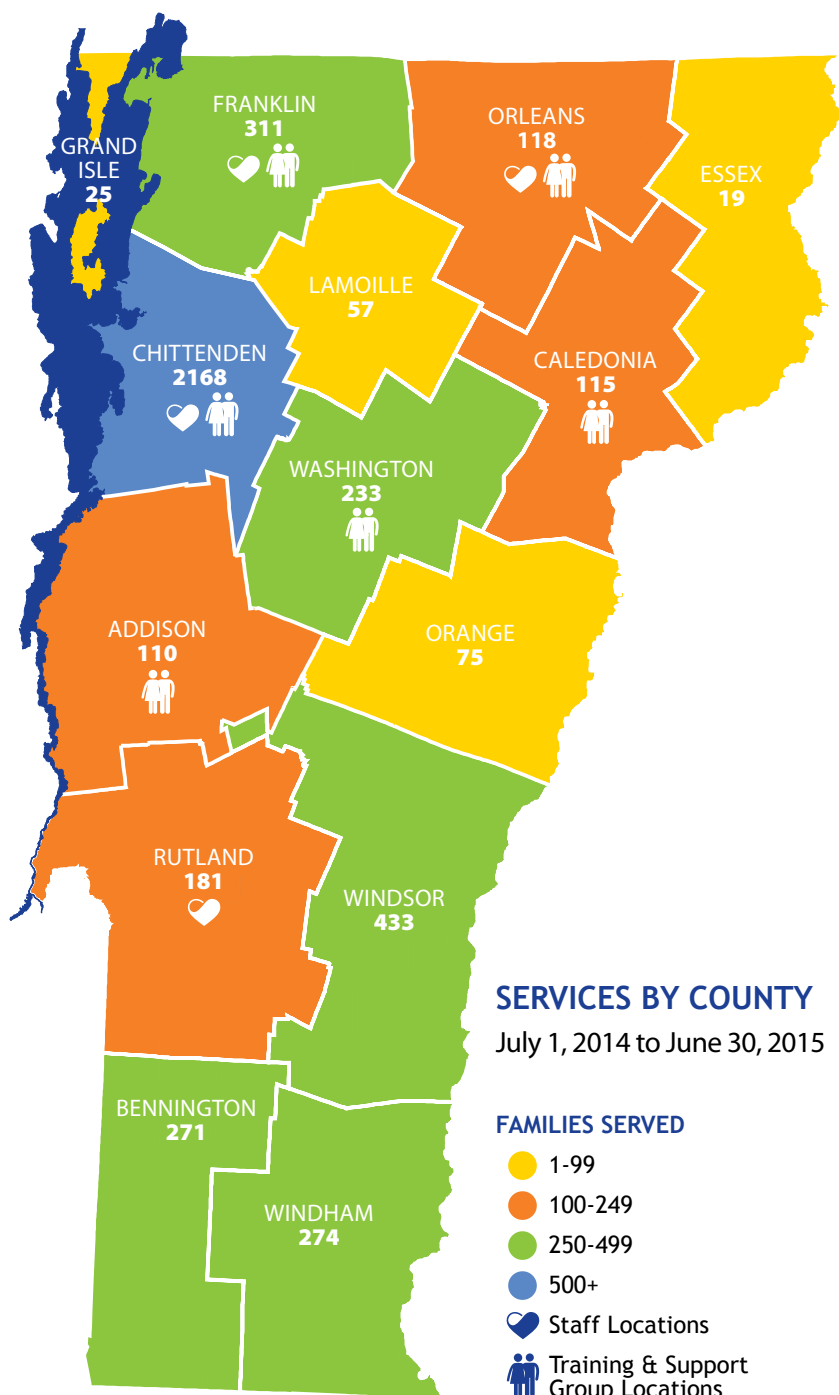 FRANKLIN
311
ORLEANS
118
GRAND
ISLE
25
ESSEX
19
LAMOILLE
57
CHITTENDEN
2168
CALEDONIA
115
WASHINGTON
233
ADDISON
110
ORANGE
75
RUTLAND
181
WINDSOR
433
BENNINGTON
271
WINDHAM
274
SERVICES BY COUNTY
July 1, 2014 to June 30, 2015
FAMILIES SERVED
1-99
100-249
250-499
500+
Staff Locations
Training & Support
Group Locations